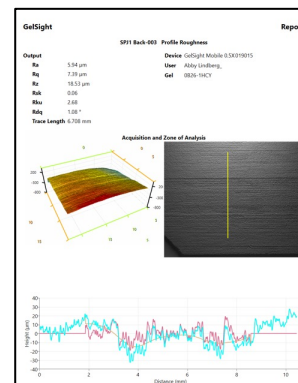 GelSight
Repo
SPJ1 Back-003 Profile Roughness
Output
Device GelSight Mobile 0.5X019015
Ra 5.94 µm
User Abby Lindberg_
Rq 7.39 µm
Gel 0826-1HCY
Rz 18.53 µm
Rsk 0.06
Rku 2.68
Rdq 1.08 °
Trace Length 6.708 mm
Acquisition and Zone of Analysis
Height (µm)
40
30
20
10
0
-10
-20
-30
-40
0 2 4 6 8 10
Distance (mm)